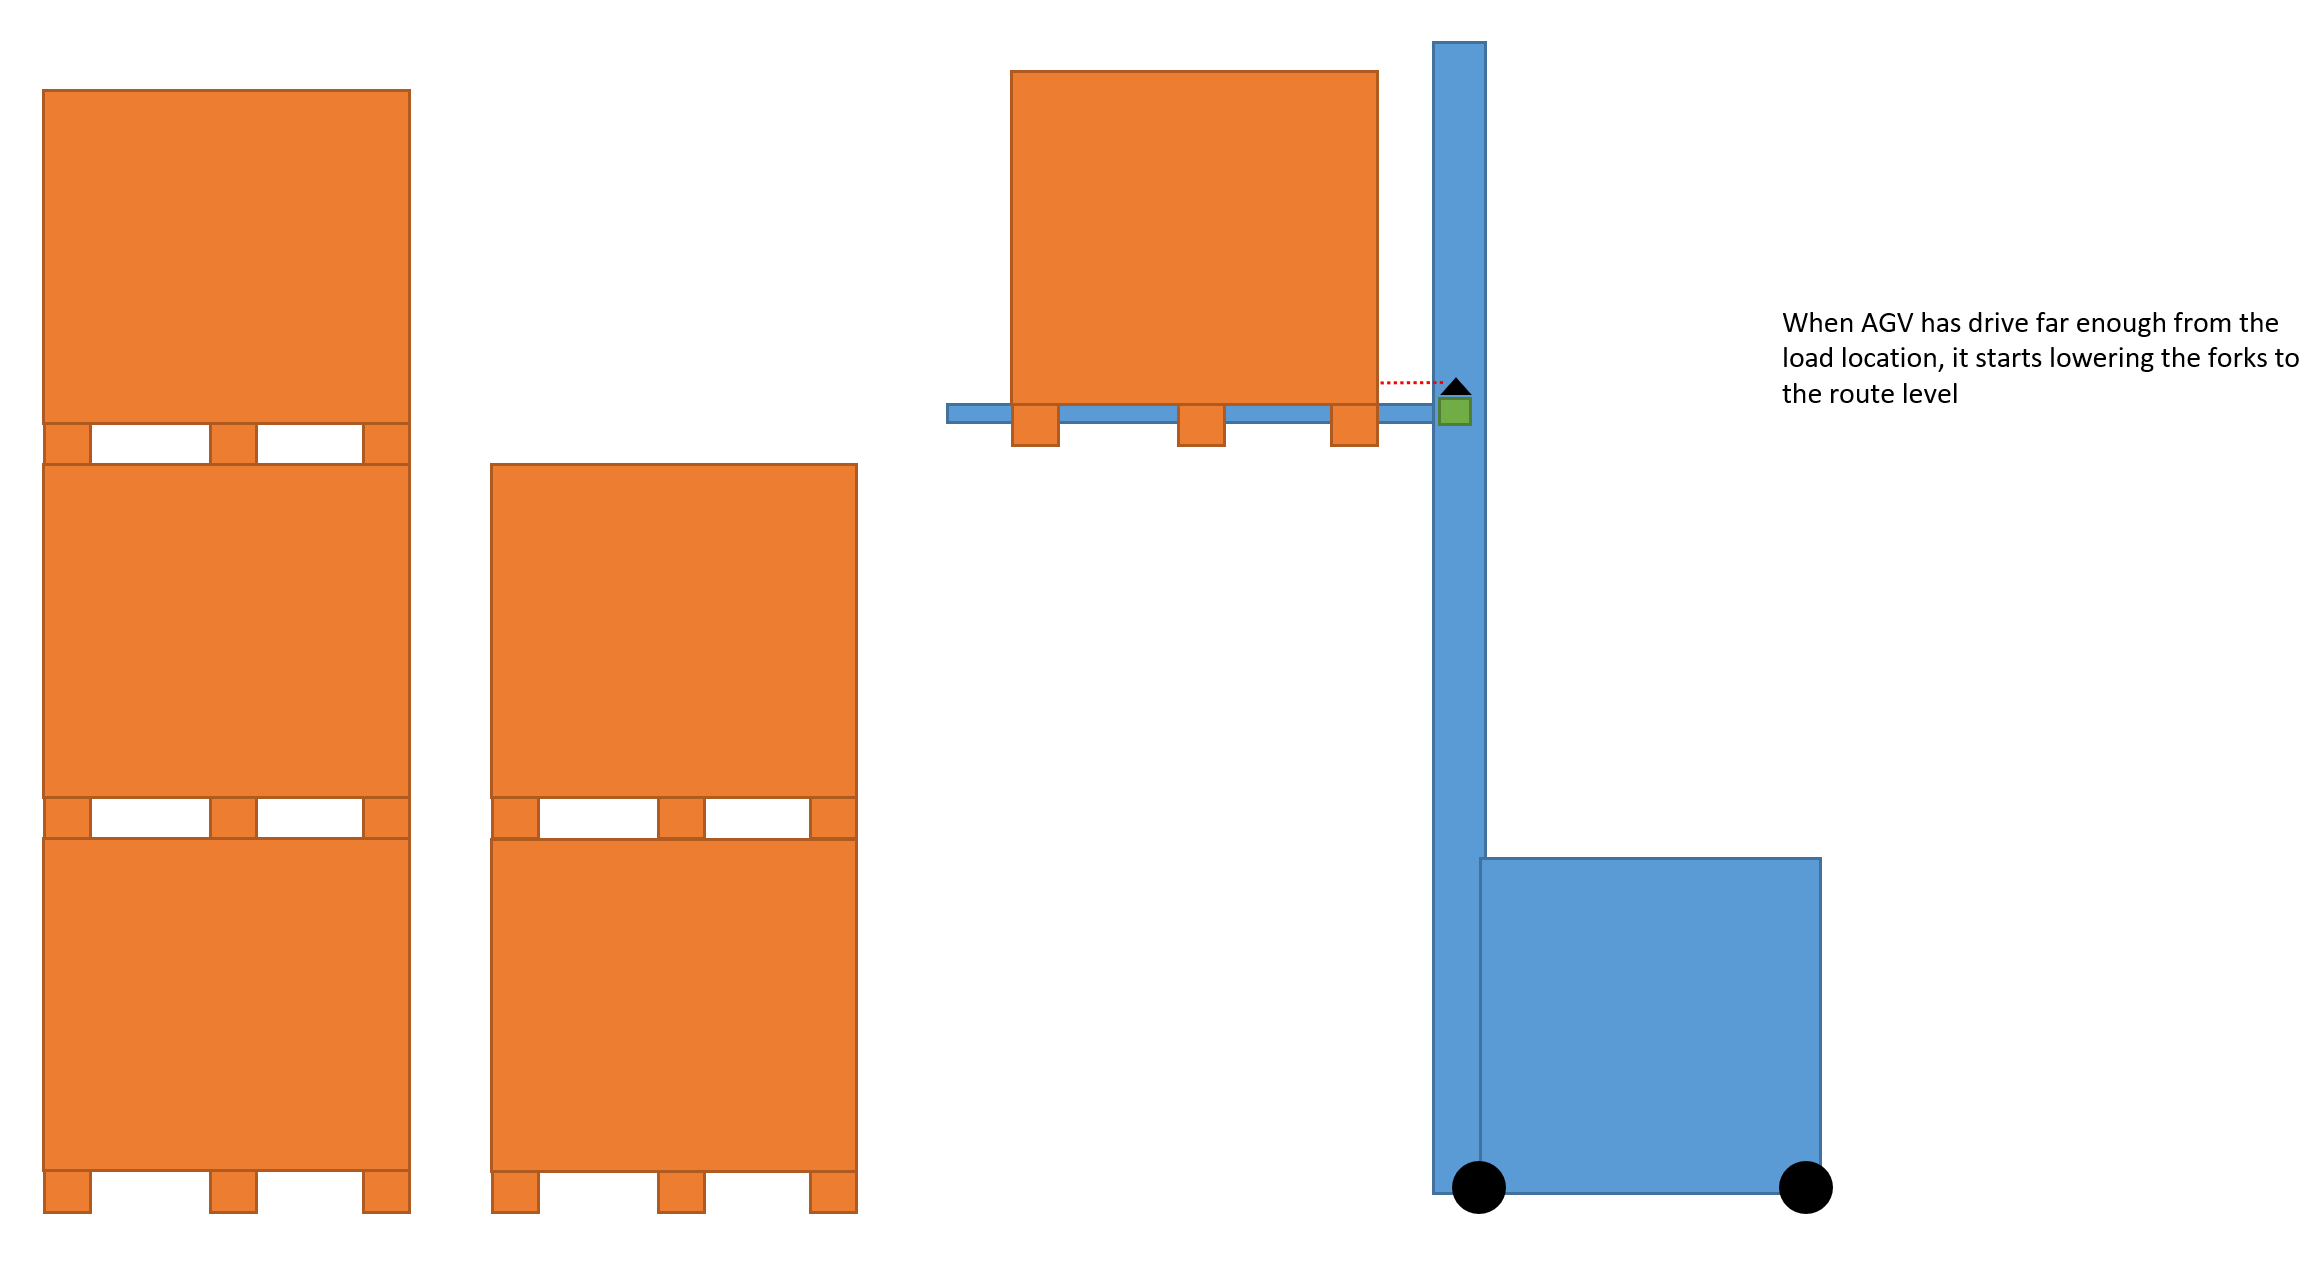 When AGV has drive far enough from the
load location, it starts lowering the forks to
the route level